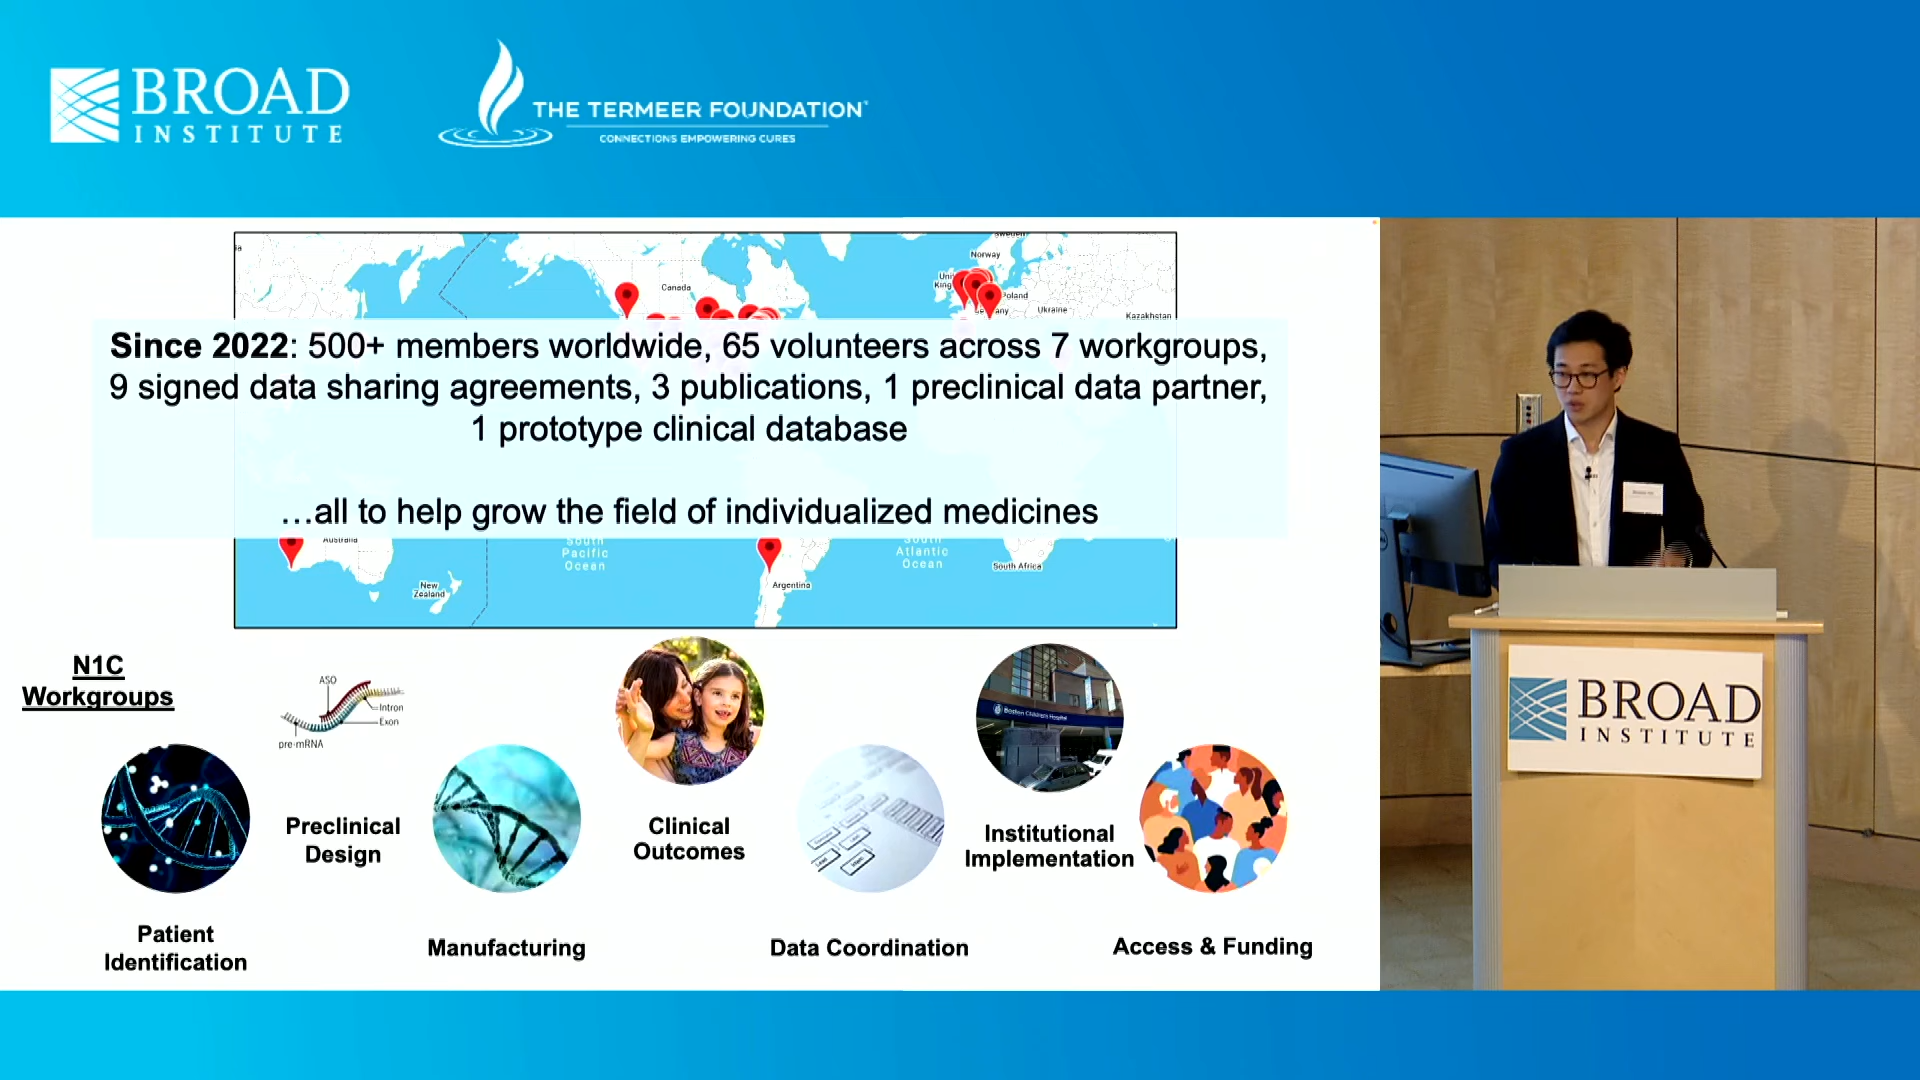 BROAD
INSTITUTE
THE TERMEER FOUNDATION
CONNECTIONS EMPOWERING CURES
Norway
Canada
Poland
Ukraine
Kazakhstan
Since 2022: 500+ members worldwide, 65 volunteers across 7 workgroups,
9 signed data sharing agreements, 3 publications, 1 preclinical data partner,
1 prototype clinical database
…all to help grow the field of individualized medicines
Australia
South
Pacific
Ocean
South
Atlantic
Ocean
South Africa
New
Zealand
Argentina
N1C
Workgroups
ASO
Intron
Exon
pre-mRNA
Boston Children's Hospital
Preclinical
Design
Clinical
Outcomes
Institutional
Implementation
Patient
Identification
Manufacturing
Data Coordination
Access & Funding
BROAD
INSTITUTE